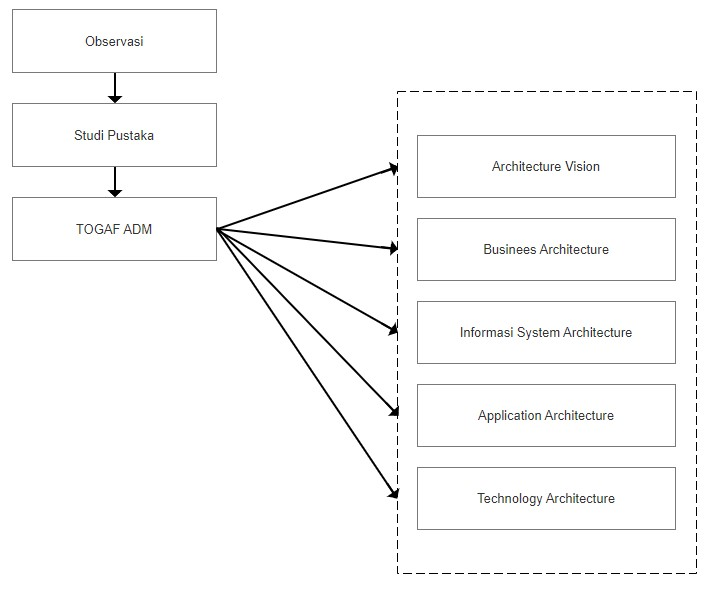 Observasi
Studi Pustaka
TOGAF ADM
Architecture Vision
Businees Architecture
Informasi System Architecture
Application Architecture
Technology Architecture